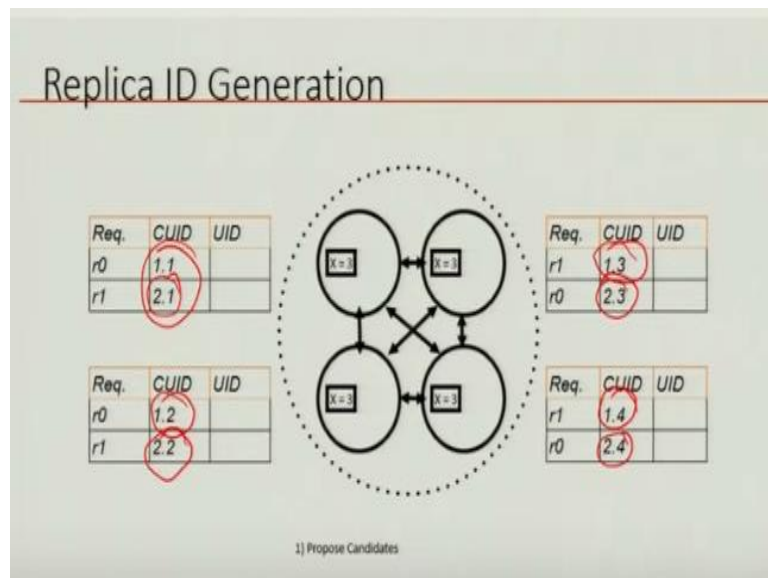 Replica ID Generation
Req. CUID UID
r0 1.1
r1 2.1
Req. CUID UID
r1 1.3
r0 2.3
X = 3 X = 3
Req. CUID UID
r0 1.2
r1 2.2
Req. CUID UID
r1 1.4
r0 2.4
X = 3 X = 3
1) Propose Candidates